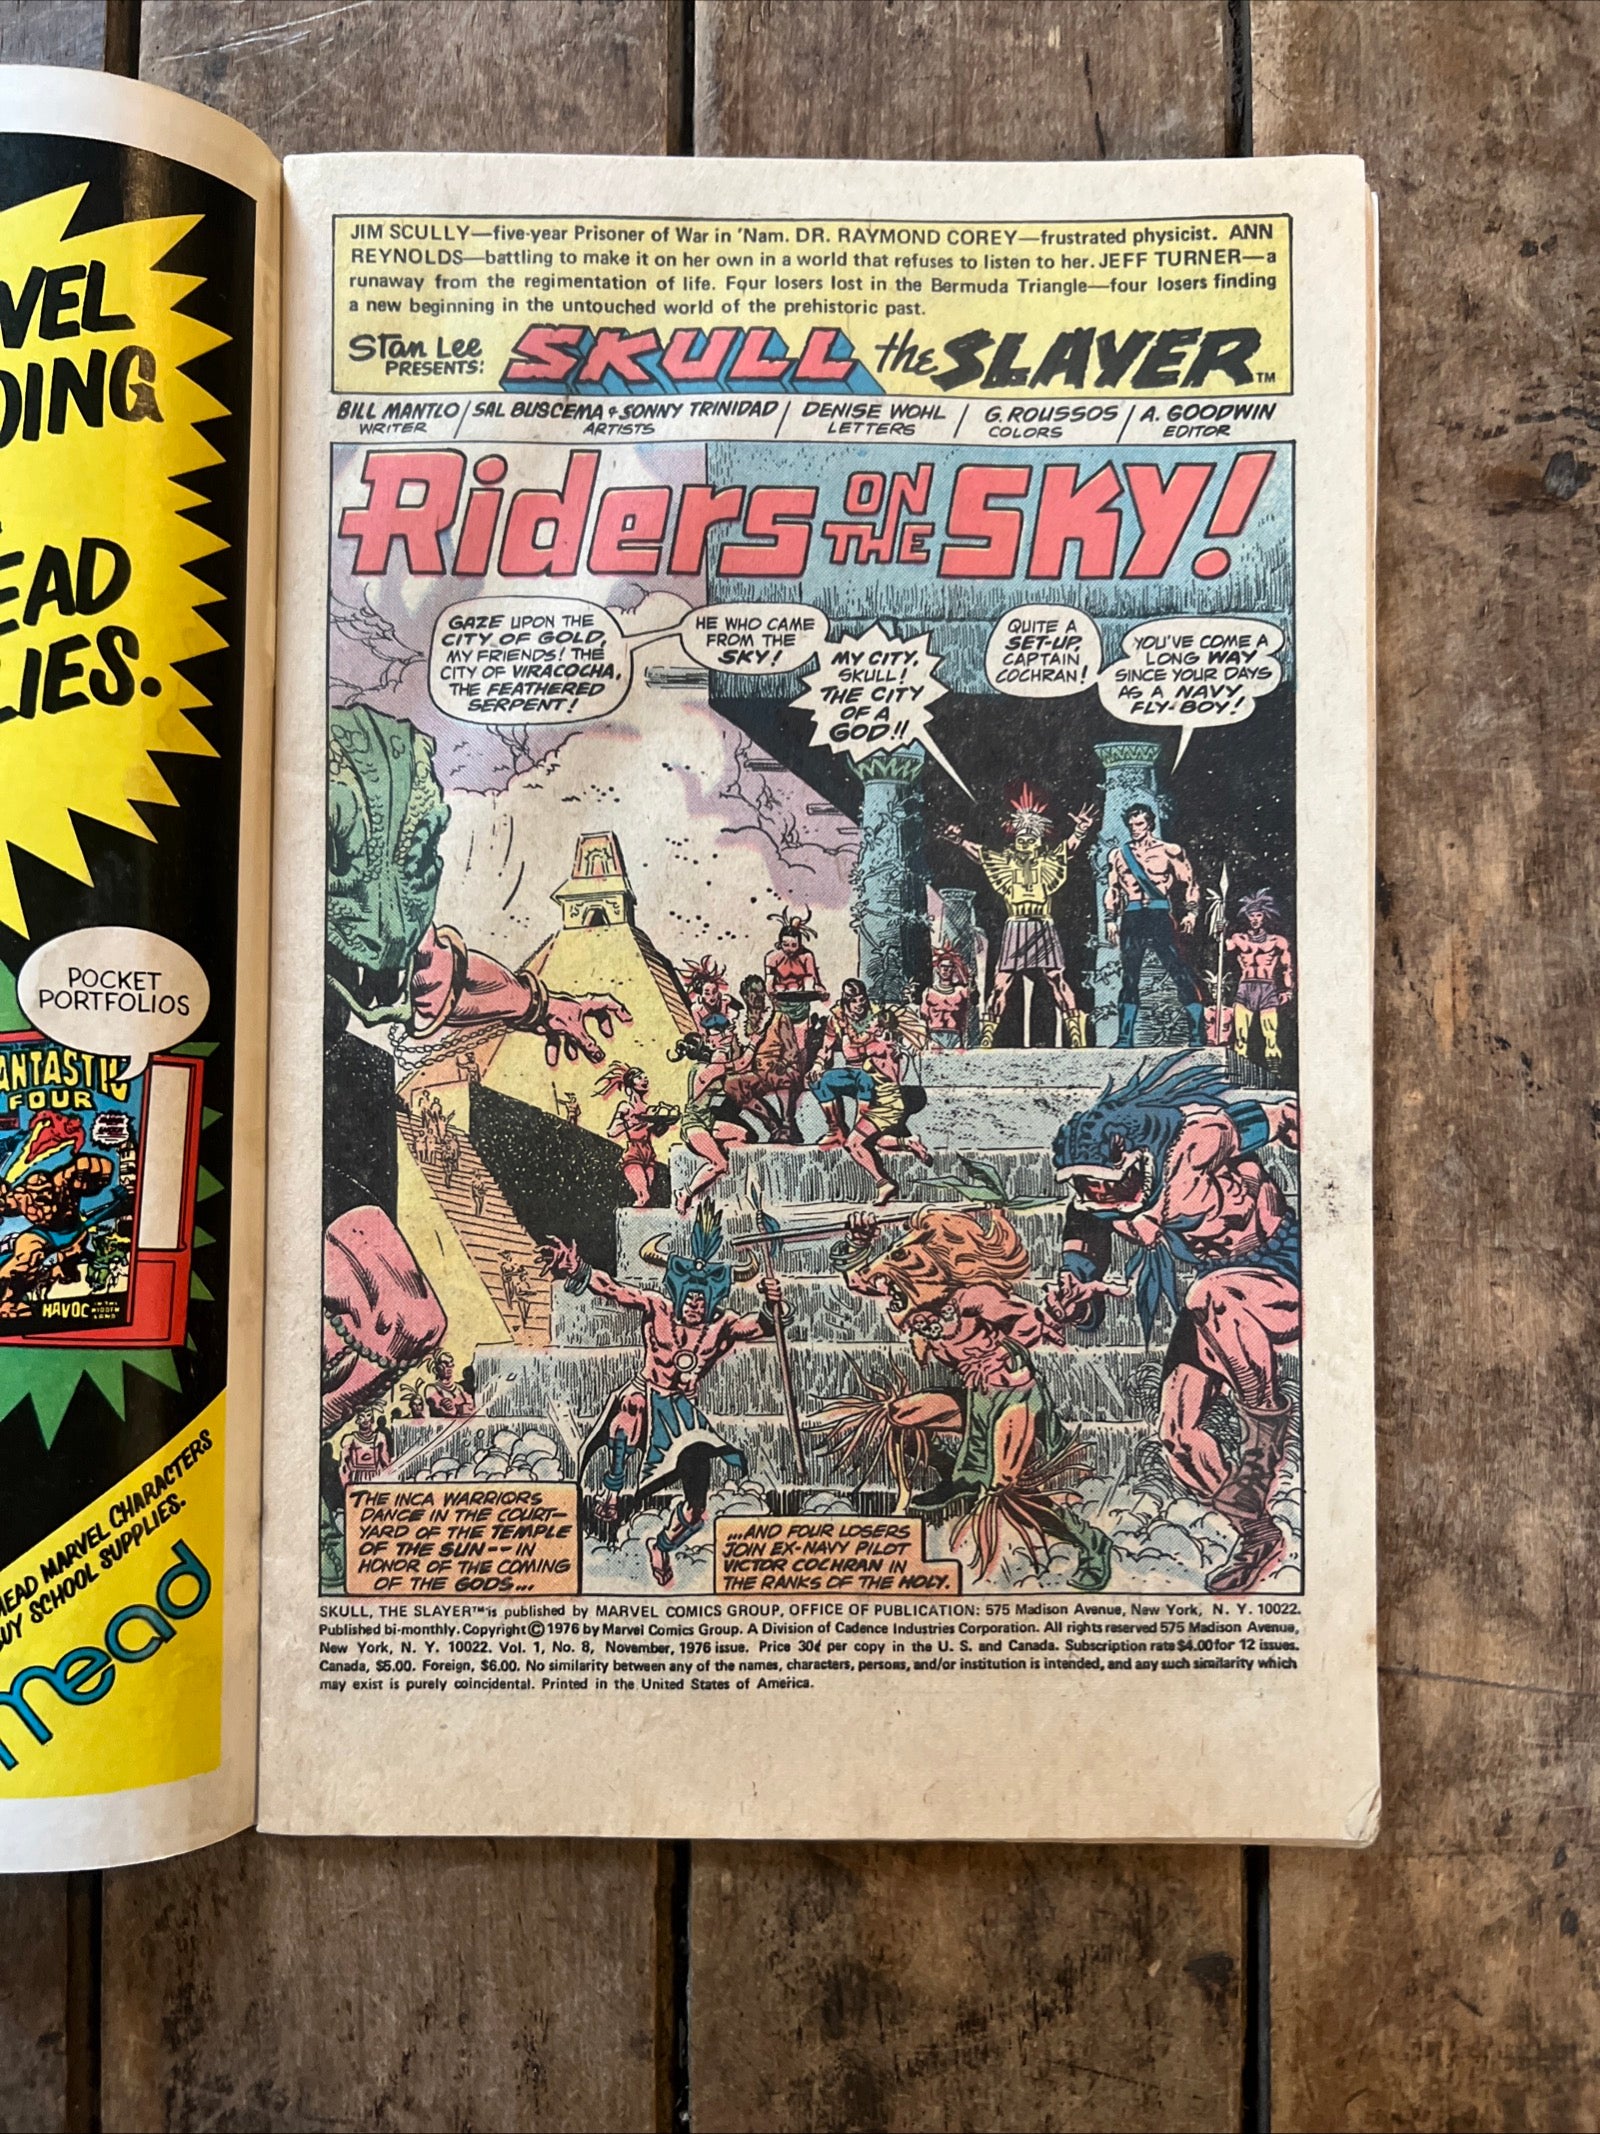 VEL
DING
EAD
LIES.
POCKET
PORTFOLIOS
FANTASTIC
FOUR
HAVOC
IN THE
HIDDEN
LAND
MEAD MARVEL CHARACTERS
BUY SCHOOL SUPPLIES.
mead
JIM SCULLY—five-year Prisoner of War in 'Nam. DR. RAYMOND COREY—frustrated physicist. ANN
REYNOLDS—battling to make it on her own in a world that refuses to listen to her. JEFF TURNER—a
runaway from the regimentation of life. Four losers lost in the Bermuda Triangle—four losers finding
a new beginning in the untouched world of the prehistoric past.
Stan Lee
PRESENTS:
SKULL the SLAYER™
BILL MANTLO / SAL BUSCEMA & SONNY TRINIDAD / DENISE WOHL / G. ROUSSOS / A. GOODWIN
WRITER ARTISTS LETTERS COLORS EDITOR
Riders ON THE SKY!
GAZE UPON THE
CITY OF GOLD,
MY FRIENDS! THE
CITY OF VIRACOCHA,
THE FEATHERED
SERPENT!
HE WHO CAME
FROM THE
SKY!
MY CITY,
SKULL!
THE CITY
OF A
GOD!!
QUITE A
SET-UP,
CAPTAIN
COCHRAN!
YOU'VE COME A
LONG WAY
SINCE YOUR DAYS
AS A NAVY
FLY-BOY!
THE INCA WARRIORS
DANCE IN THE COURT-
YARD OF THE TEMPLE
OF THE SUN--IN
HONOR OF THE COMING
OF THE GODS...
...AND FOUR LOSERS
JOIN EX-NAVY PILOT
VICTOR COCHRAN IN
THE RANKS OF THE HOLY.
SKULL, THE SLAYER™ is published by MARVEL COMICS GROUP, OFFICE OF PUBLICATION: 575 Madison Avenue, New York, N. Y. 10022.
Published bi-monthly. Copyright © 1976 by Marvel Comics Group. A Division of Cadence Industries Corporation. All rights reserved 575 Madison Avenue,
New York, N. Y. 10022. Vol. 1, No. 8, November, 1976 issue. Price 30¢ per copy in the U. S. and Canada. Subscription rate $4.00 for 12 issues.
Canada, $5.00. Foreign, $6.00. No similarity between any of the names, characters, persons, and/or institution is intended, and any such similarity which
may exist is purely coincidental. Printed in the United States of America.